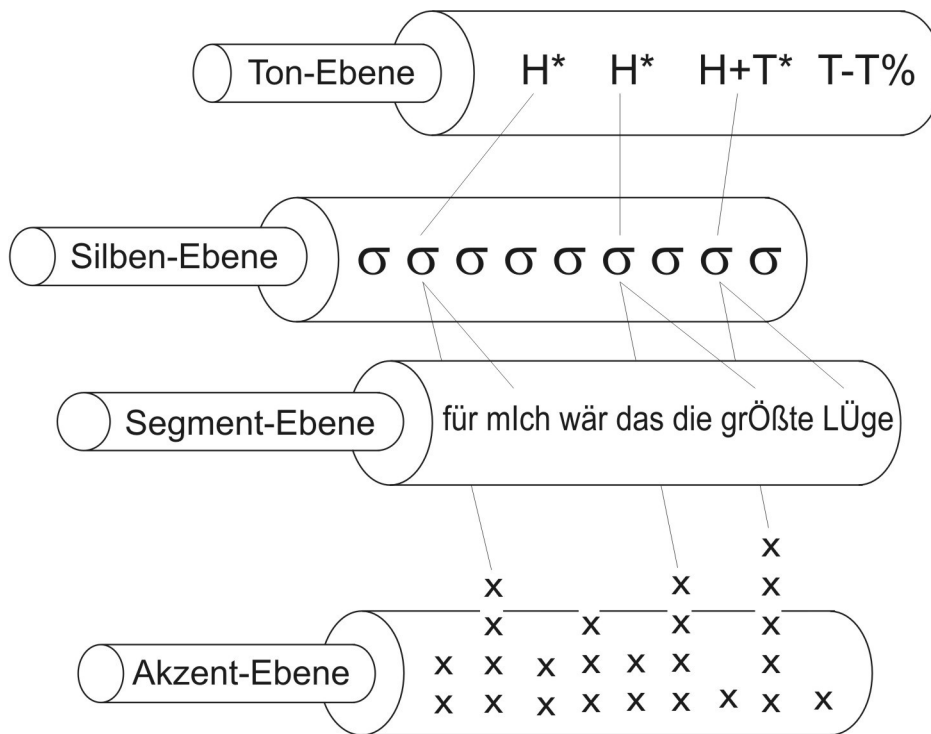 Ton-Ebene H* H* H+T* T-T%
Silben-Ebene σ σ σ σ σ σ σ σ σ
Segment-Ebene für mIch wär das die grÖßte LÜge
x
x x x
x x x x
Akzent-Ebene x x x x x x x
x x x x x x x x x